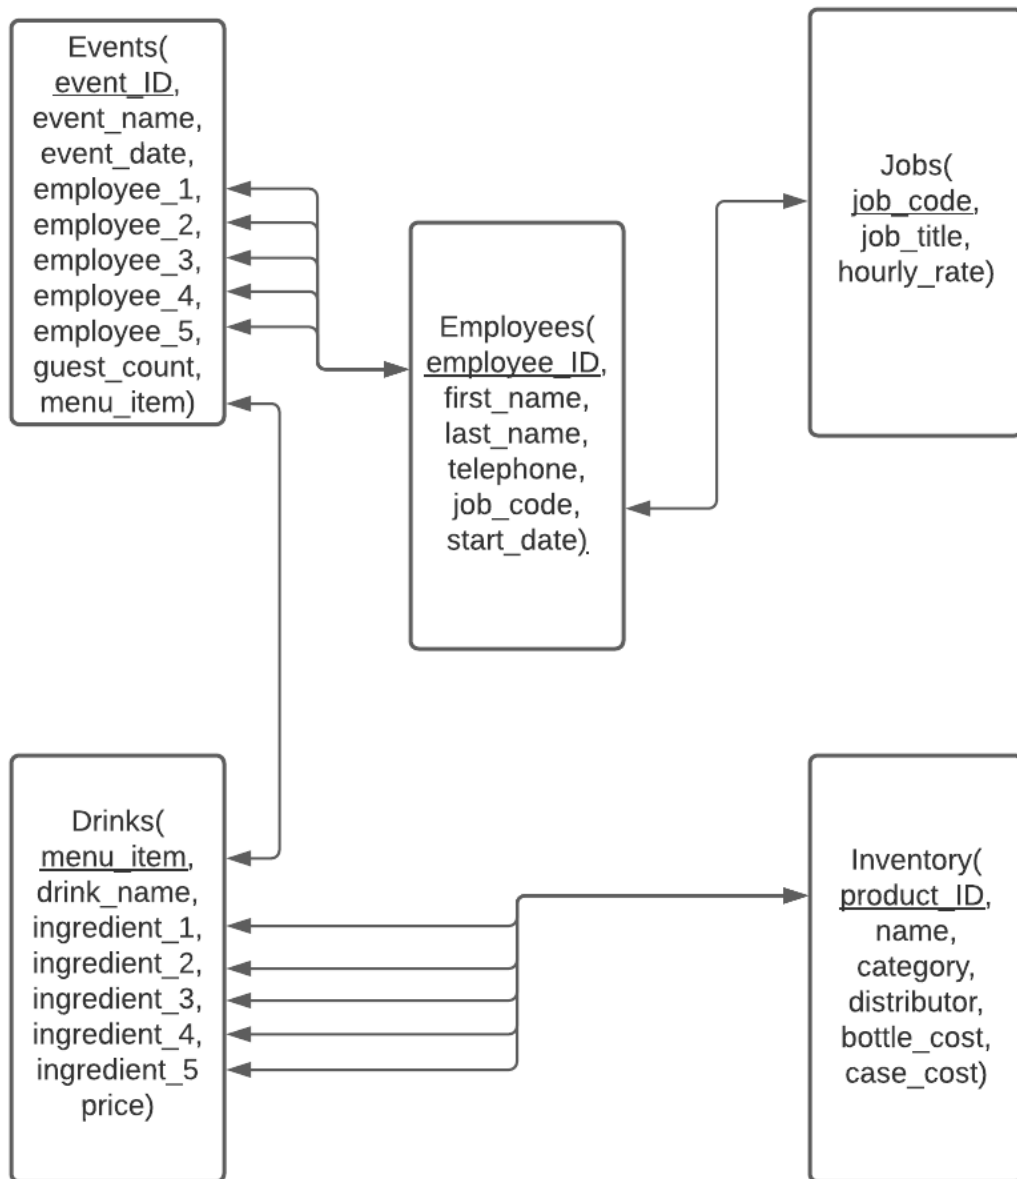 Events(
event_ID,
event_name,
event_date,
employee_1,
employee_2,
employee_3,
employee_4,
employee_5,
guest_count,
menu_item)
Employees(
employee_ID,
first_name,
last_name,
telephone,
job_code,
start_date)
Jobs(
job_code,
job_title,
hourly_rate)
Drinks(
menu_item,
drink_name,
ingredient_1,
ingredient_2,
ingredient_3,
ingredient_4,
ingredient_5
price)
Inventory(
product_ID,
name,
category,
distributor,
bottle_cost,
case_cost)